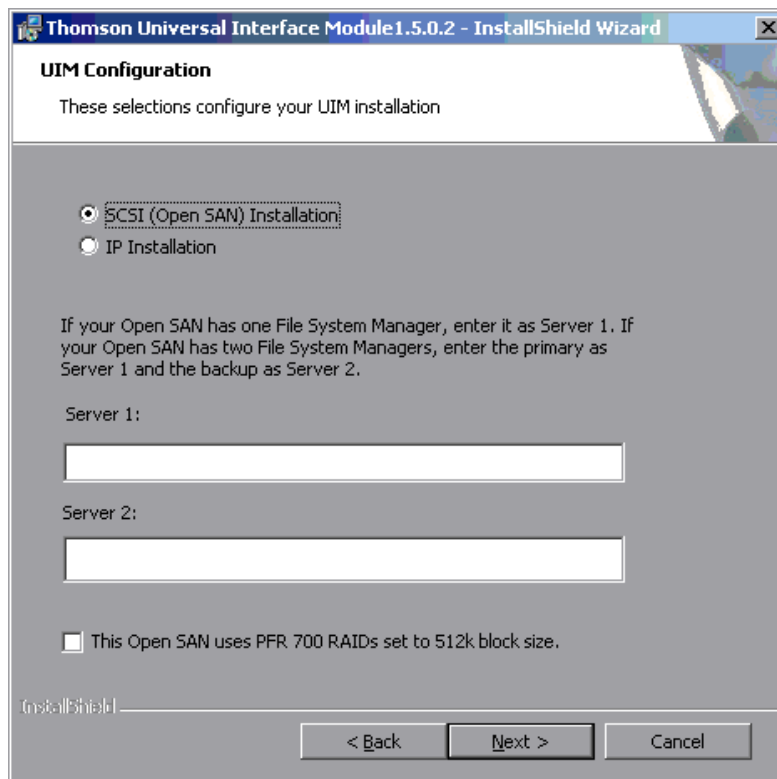 Thomson Universal Interface Module1.5.0.2 - InstallShield Wizard
UIM Configuration
These selections configure your UIM installation
SCSI (Open SAN) Installation
IP Installation
If your Open SAN has one File System Manager, enter it as Server 1. If
your Open SAN has two File System Managers, enter the primary as
Server 1 and the backup as Server 2.
Server 1:
Server 2:
This Open SAN uses PFR 700 RAIDs set to 512k block size.
InstallShield
< Back
Next >
Cancel